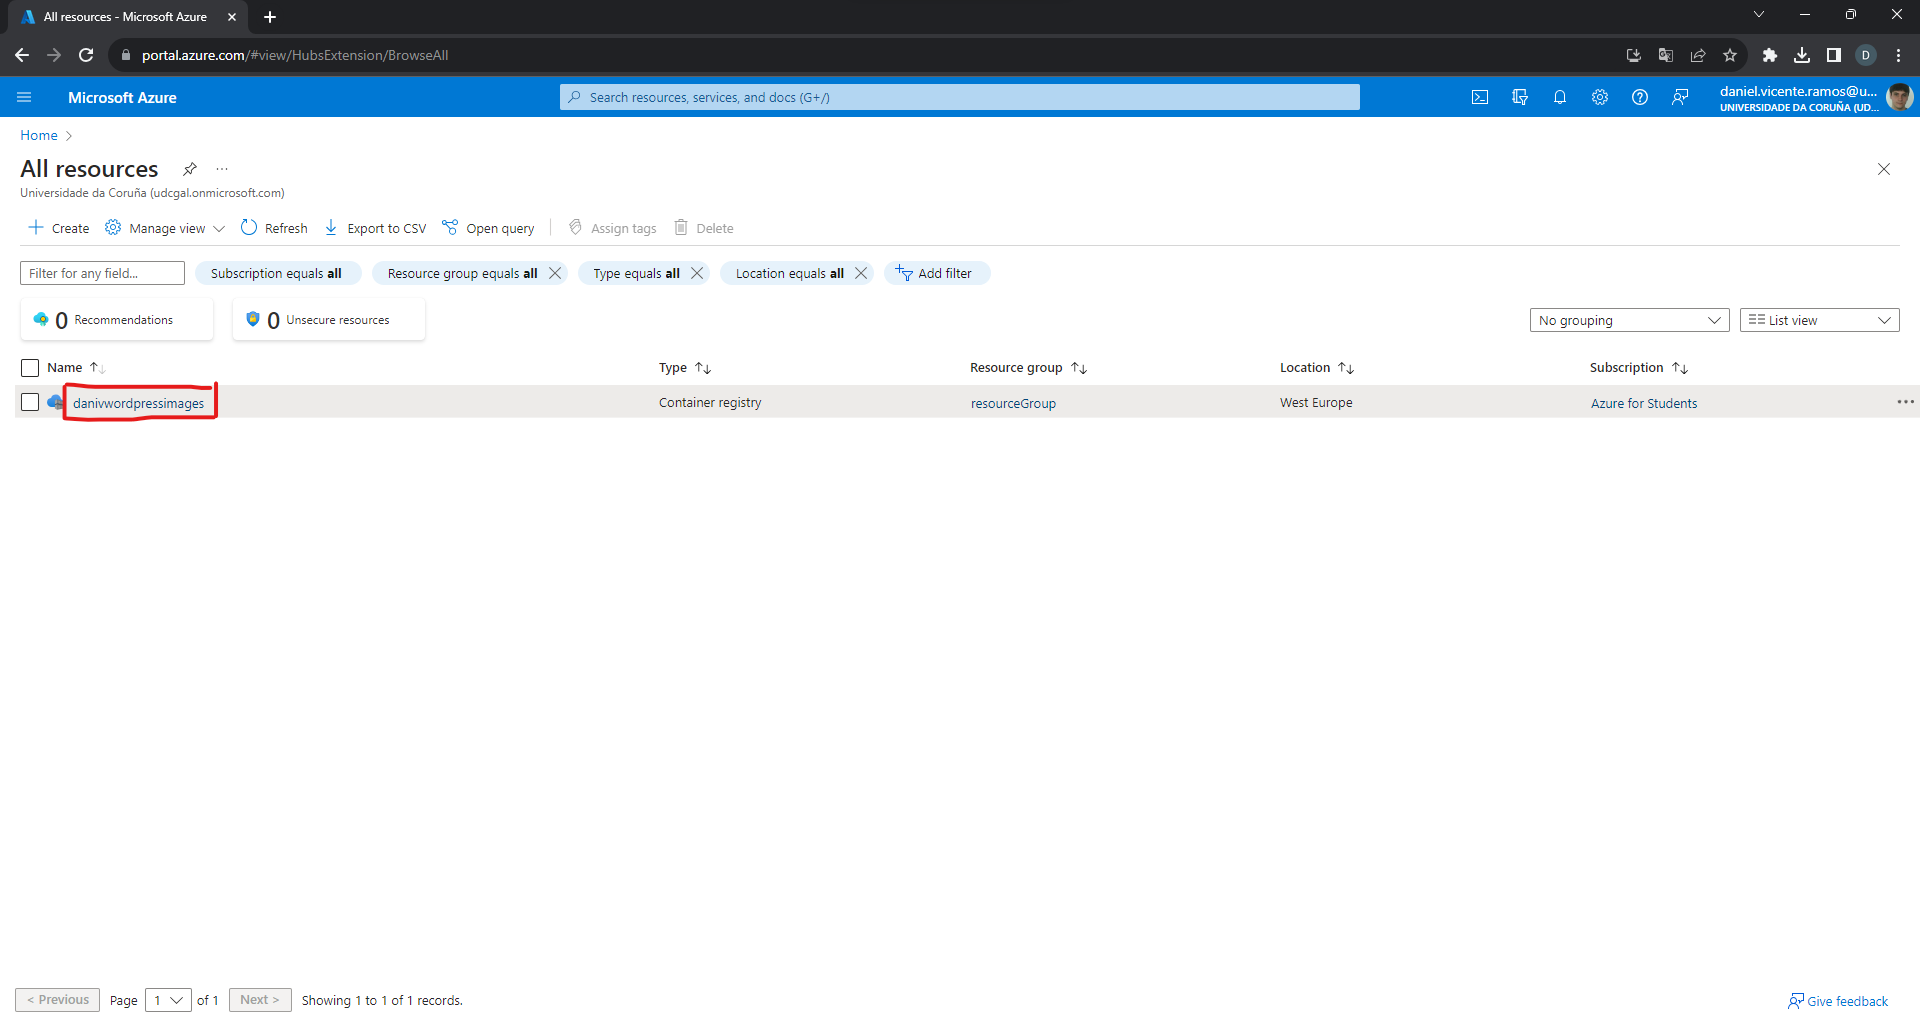 All resources - Microsoft Azure
portal.azure.com/#view/HubsExtension/BrowseAll
D
Microsoft Azure
Search resources, services, and docs (G+/)
daniel.vicente.ramos@u...
UNIVERSIDADE DA CORUÑA (UD...
Home
All resources
Universidade da Coruña (udcgal.onmicrosoft.com)
Create Manage view Refresh Export to CSV Open query Assign tags Delete
Filter for any field... Subscription equals all Resource group equals all Type equals all Location equals all Add filter
0 Recommendations 0 Unsecure resources No grouping List view
Name Type Resource group Location Subscription
danivwordpressimages Container registry resourceGroup West Europe Azure for Students
< Previous Page 1 of 1 Next > Showing 1 to 1 of 1 records. Give feedback